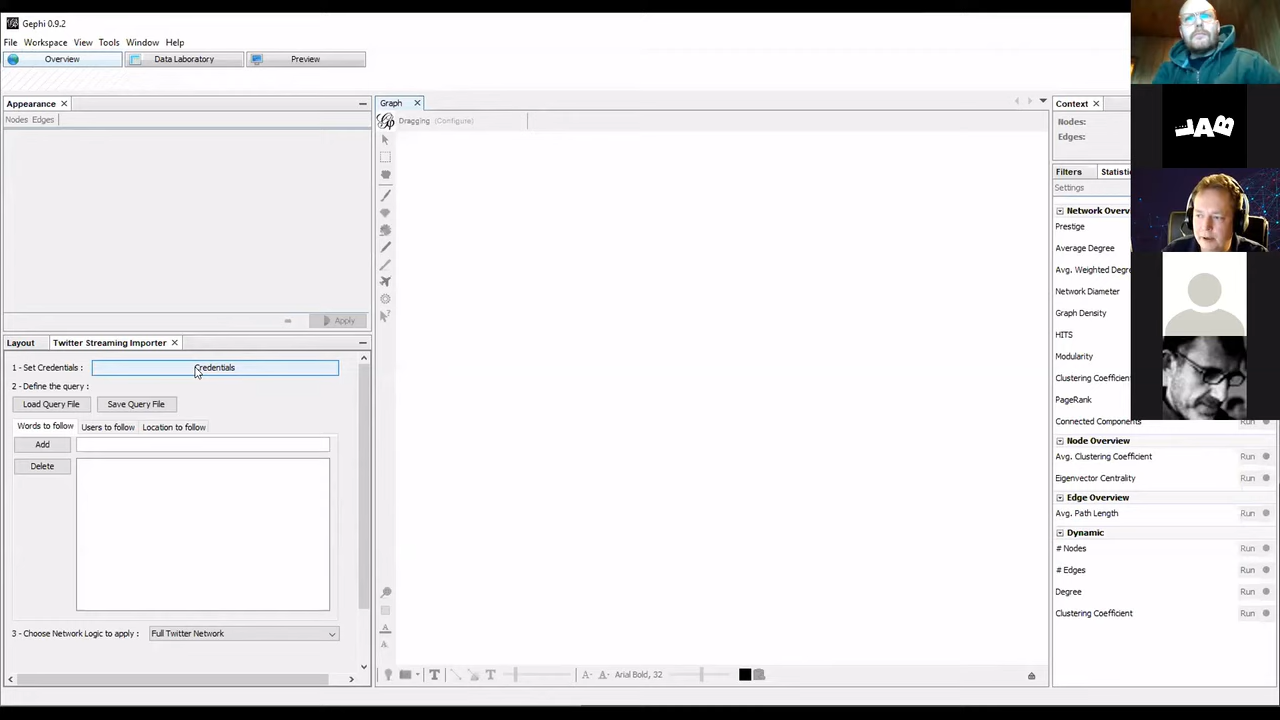 Gephi 0.9.2
File Workspace View Tools Window Help
Overview Data Laboratory Preview
Appearance
Nodes Edges
Apply
Layout Twitter Streaming Importer
1 - Set Credentials : Credentials
2 - Define the query :
Load Query File Save Query File
Words to follow Users to follow Location to follow
Add
Delete
3 - Choose Network Logic to apply : Full Twitter Network
Graph
Dragging (Configure)
A- A- Arial Bold, 32
Context
Nodes:
Edges:
Filters Statisti
Settings
Network Overv
Prestige
Average Degree
Avg. Weighted Degre
Network Diameter
Graph Density
HITS
Modularity
Clustering Coefficien
PageRank
Connected Components Run
Node Overview
Avg. Clustering Coefficient Run
Eigenvector Centrality Run
Edge Overview
Avg. Path Length Run
Dynamic
# Nodes Run
# Edges Run
Degree Run
Clustering Coefficient Run